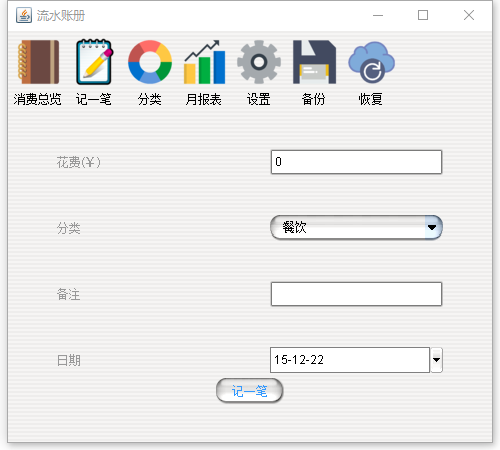 流水账册
消费总览 记一笔 分类 月报表 设置 备份 恢复
花费(¥) 0
分类 餐饮
备注
日期 15-12-22
记一笔